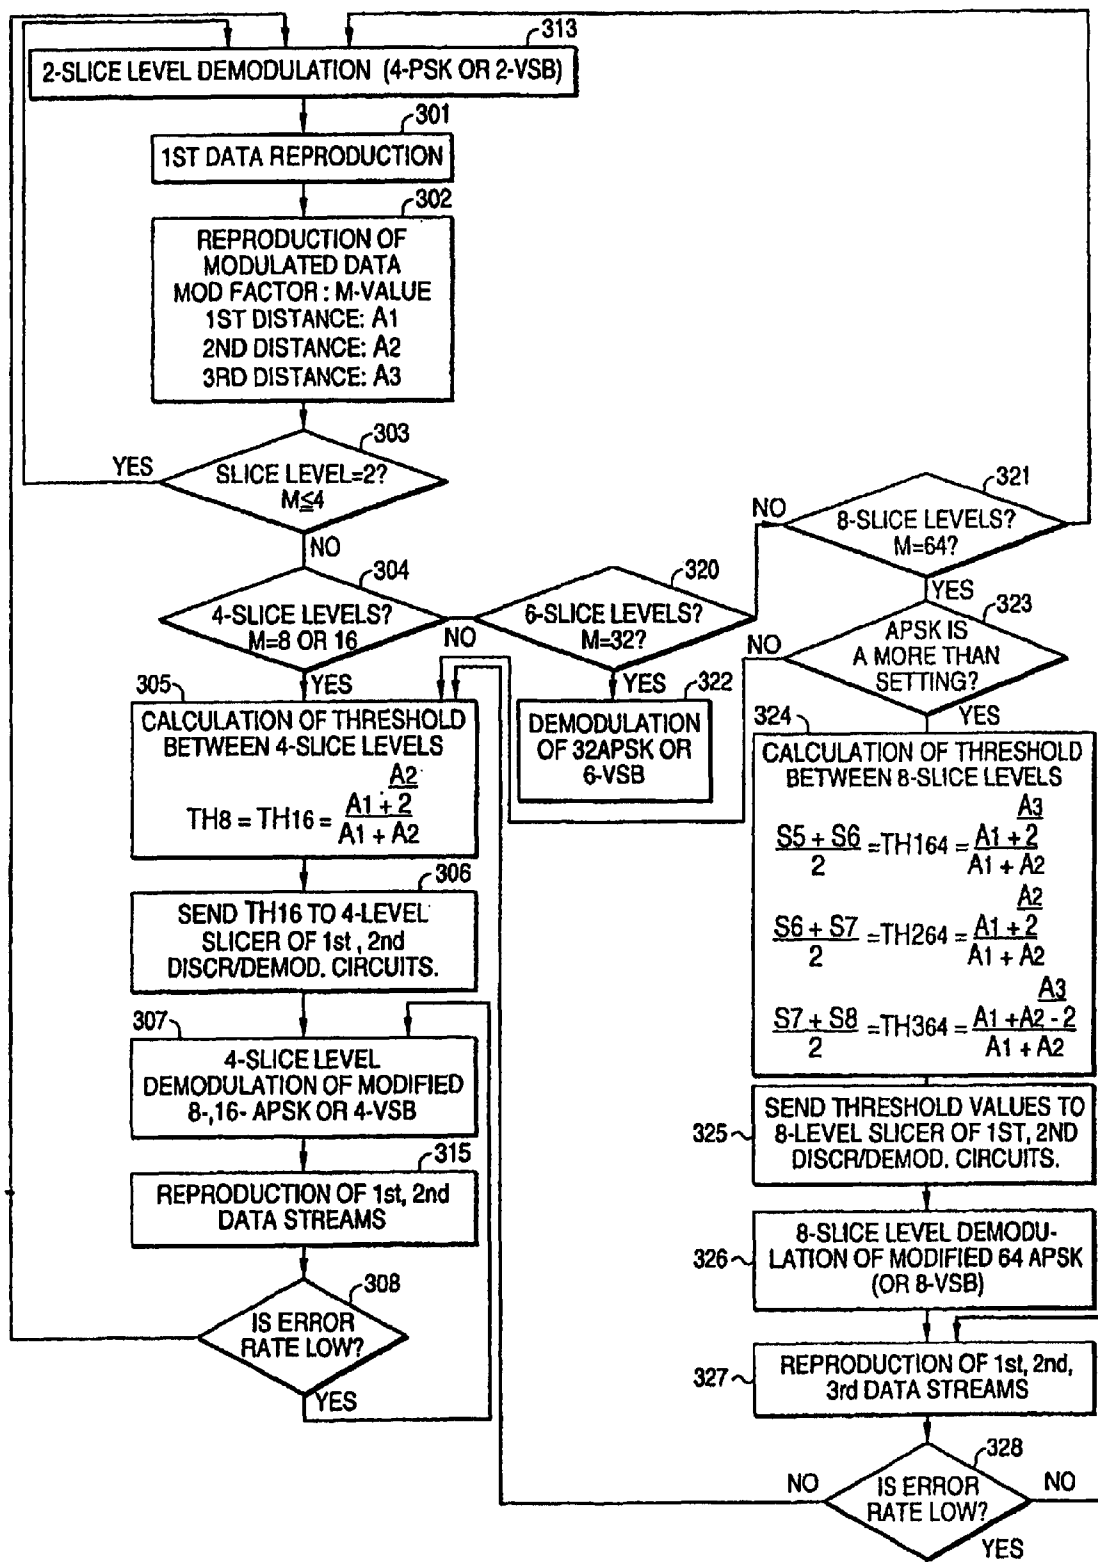 313
2-SLICE LEVEL DEMODULATION (4-PSK OR 2-VSB)
301
1ST DATA REPRODUCTION
302
REPRODUCTION OF
MODULATED DATA
MOD FACTOR : M-VALUE
1ST DISTANCE: A1
2ND DISTANCE: A2
3RD DISTANCE: A3
303
YES
SLICE LEVEL=2?
M≤4
NO
304
4-SLICE LEVELS?
M=8 OR 16
NO
YES
320
6-SLICE LEVELS?
M=32?
YES
NO
321
8-SLICE LEVELS?
M=64?
YES
323
NO
APSK IS
A MORE THAN
SETTING?
YES
305
CALCULATION OF THRESHOLD
BETWEEN 4-SLICE LEVELS
A2
TH8 = TH16 = A1 + 2
A1 + A2
322
DEMODULATION
OF 32APSK OR
6-VSB
324
CALCULATION OF THRESHOLD
BETWEEN 8-SLICE LEVELS
A3
S5 + S6 =TH164 = A1 + 2
2 A1 + A2
A2
S6 + S7 =TH264 = A1 + 2
2 A1 + A2
A3
S7 + S8 =TH364 = A1 +A2 - 2
2 A1 + A2
306
SEND TH16 TO 4-LEVEL
SLICER OF 1st , 2nd
DISCR/DEMOD. CIRCUITS.
307
4-SLICE LEVEL
DEMODULATION OF MODIFIED
8-,16- APSK OR 4-VSB
315
REPRODUCTION OF 1st, 2nd
DATA STREAMS
308
IS ERROR
RATE LOW?
YES
325
SEND THRESHOLD VALUES TO
8-LEVEL SLICER OF 1ST, 2ND
DISCR/DEMOD. CIRCUITS.
326
8-SLICE LEVEL DEMODU-
LATION OF MODIFIED 64 APSK
(OR 8-VSB)
327
REPRODUCTION OF 1st, 2nd,
3rd DATA STREAMS
328
NO
IS ERROR
RATE LOW?
NO
YES